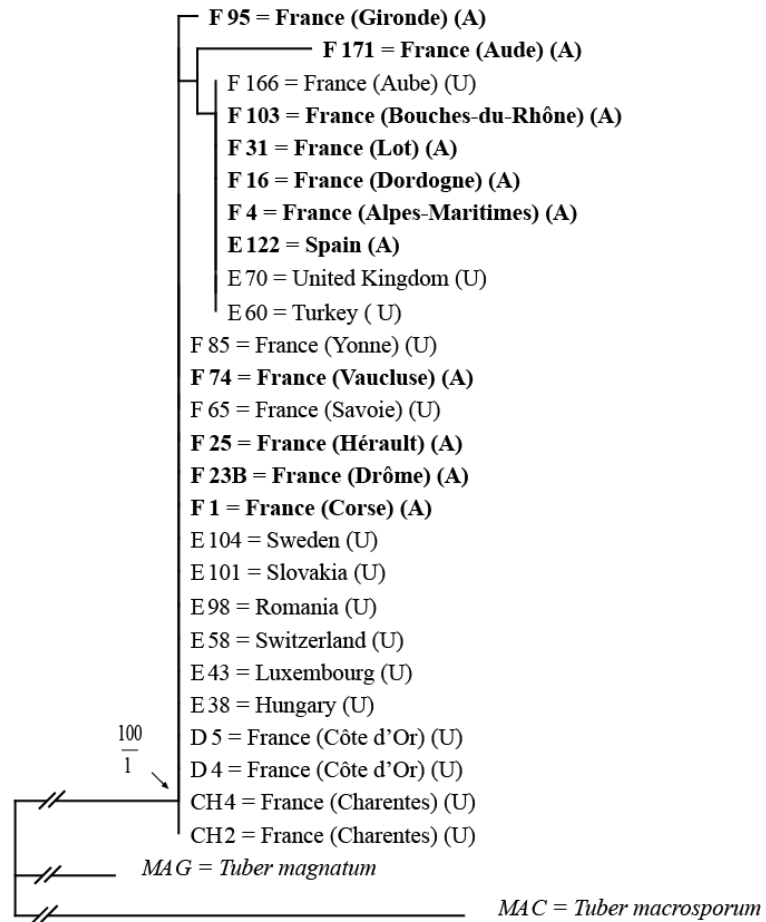 F 95 = France (Gironde) (A)
F 171 = France (Aude) (A)
F 166 = France (Aube) (U)
F 103 = France (Bouches-du-Rhône) (A)
F 31 = France (Lot) (A)
F 16 = France (Dordogne) (A)
F 4 = France (Alpes-Maritimes) (A)
E 122 = Spain (A)
E 70 = United Kingdom (U)
E 60 = Turkey ( U)
F 85 = France (Yonne) (U)
F 74 = France (Vaucluse) (A)
F 65 = France (Savoie) (U)
F 25 = France (Hérault) (A)
F 23B = France (Drôme) (A)
F 1 = France (Corse) (A)
E 104 = Sweden (U)
E 101 = Slovakia (U)
E 98 = Romania (U)
E 58 = Switzerland (U)
E 43 = Luxembourg (U)
E 38 = Hungary (U)
100
1
D 5 = France (Côte d’Or) (U)
D 4 = France (Côte d’Or) (U)
CH4 = France (Charentes) (U)
CH2 = France (Charentes) (U)
MAG = Tuber magnatum
MAC = Tuber macrosporum